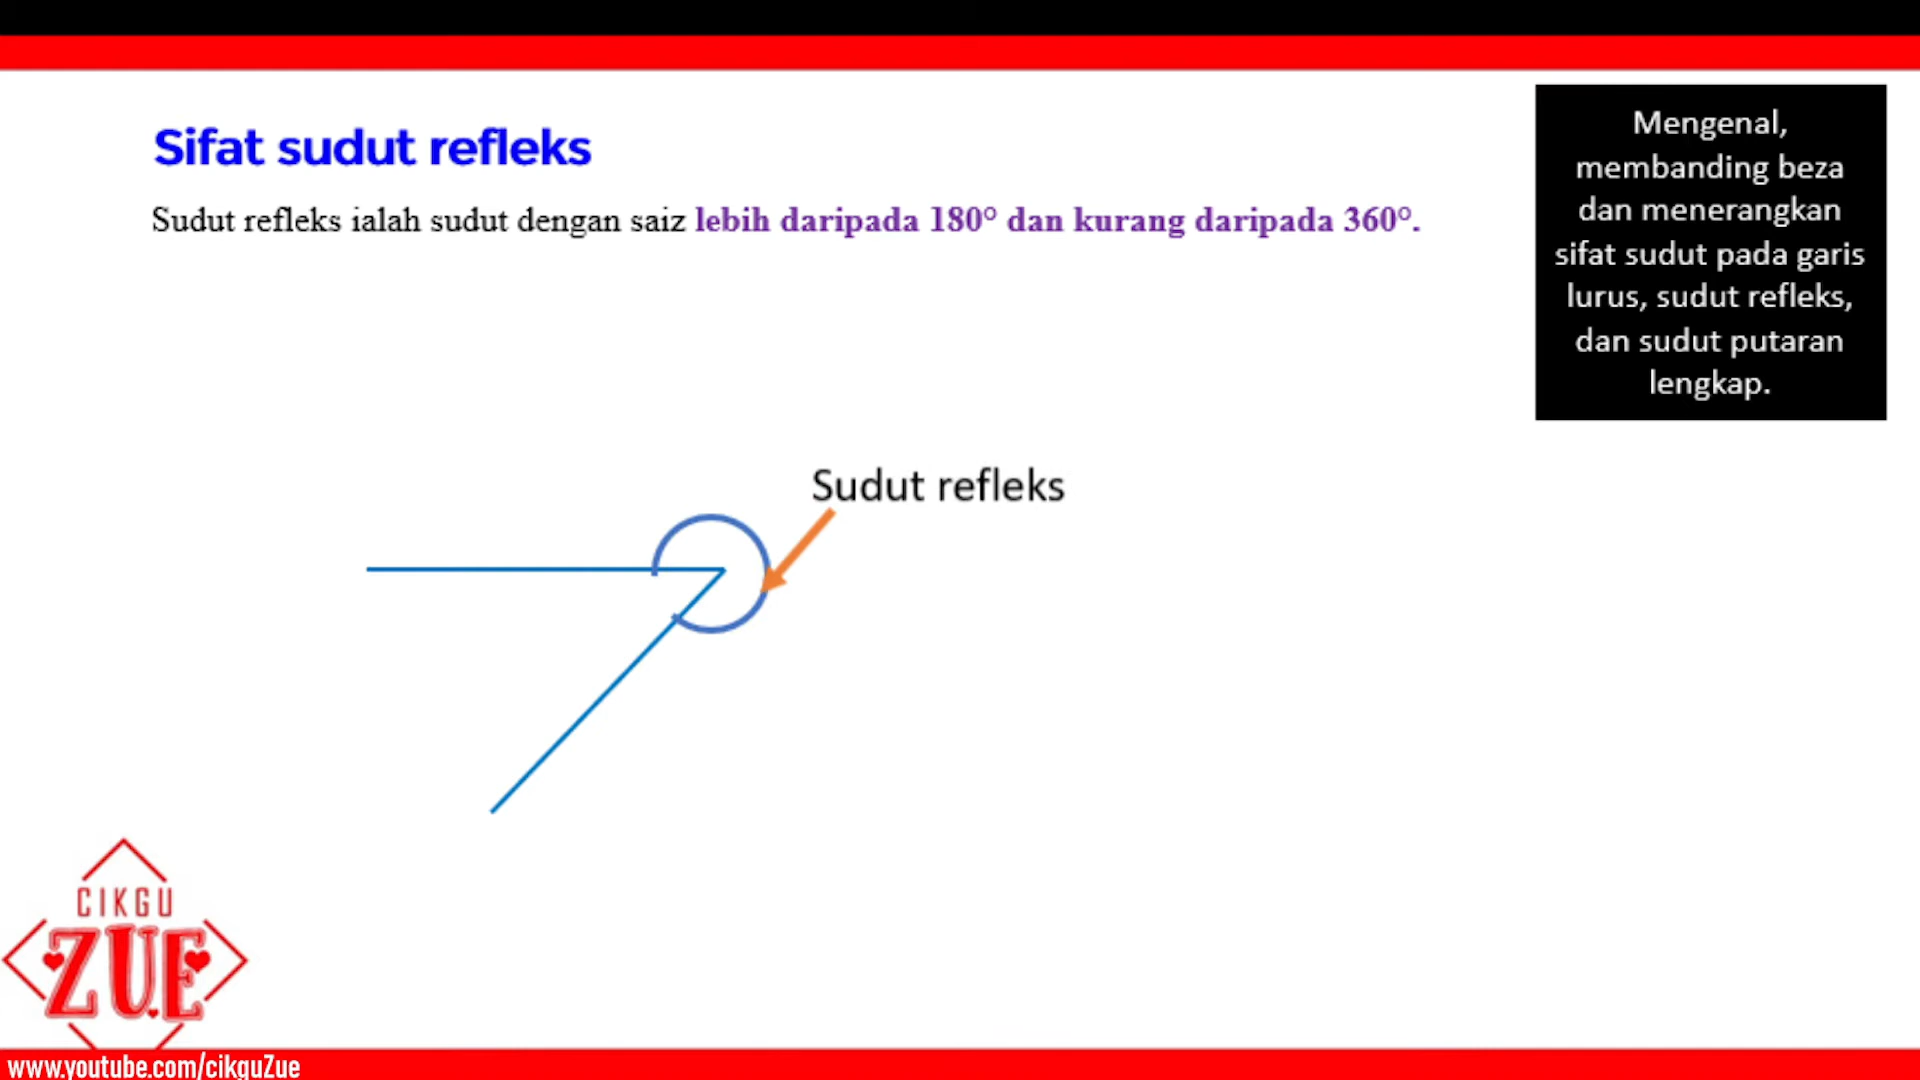 Sifat sudut refleks
Sudut refleks ialah sudut dengan saiz lebih daripada 180° dan kurang daripada 360°.
Mengenal,
membanding beza
dan menerangkan
sifat sudut pada garis
lurus, sudut refleks,
dan sudut putaran
lengkap.
Sudut refleks
CIKGU
ZUE
www.youtube.com/cikguZue